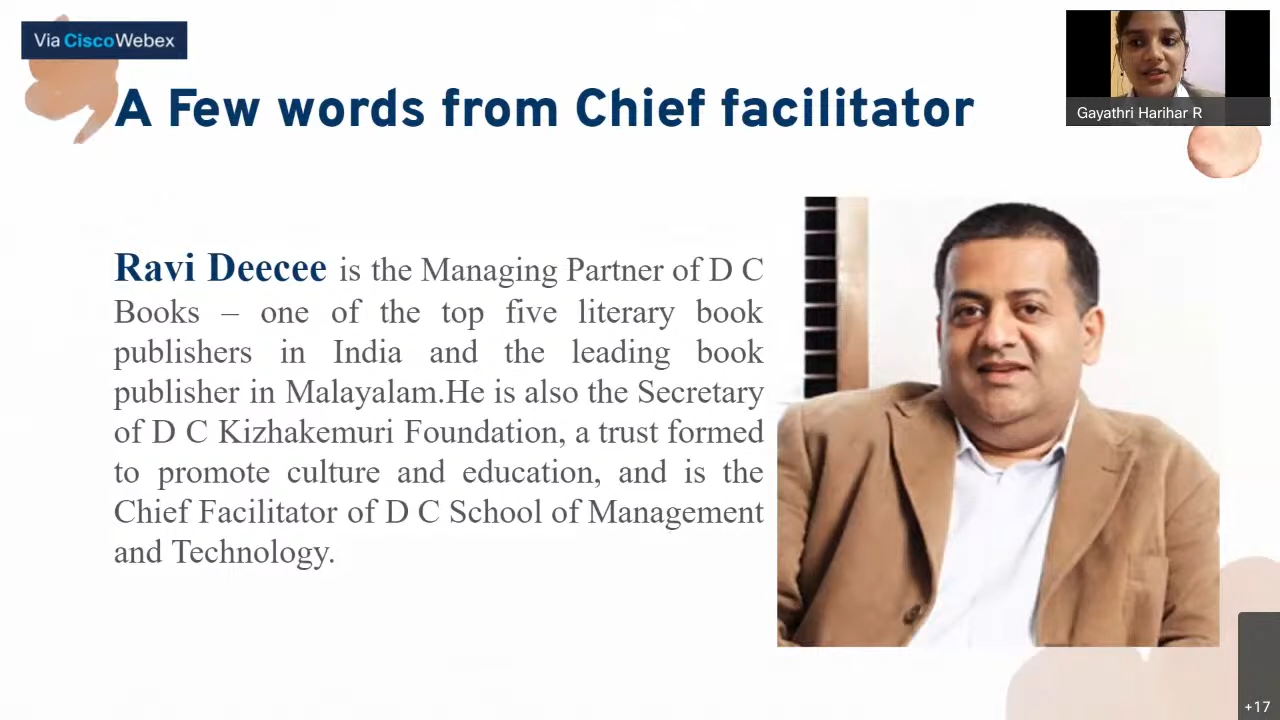 Via CiscoWebex
A Few words from Chief facilitator
Gayathri Harihar R
Ravi Deecee is the Managing Partner of D C
Books – one of the top five literary book
publishers in India and the leading book
publisher in Malayalam.He is also the Secretary
of D C Kizhakemuri Foundation, a trust formed
to promote culture and education, and is the
Chief Facilitator of D C School of Management
and Technology.
+17